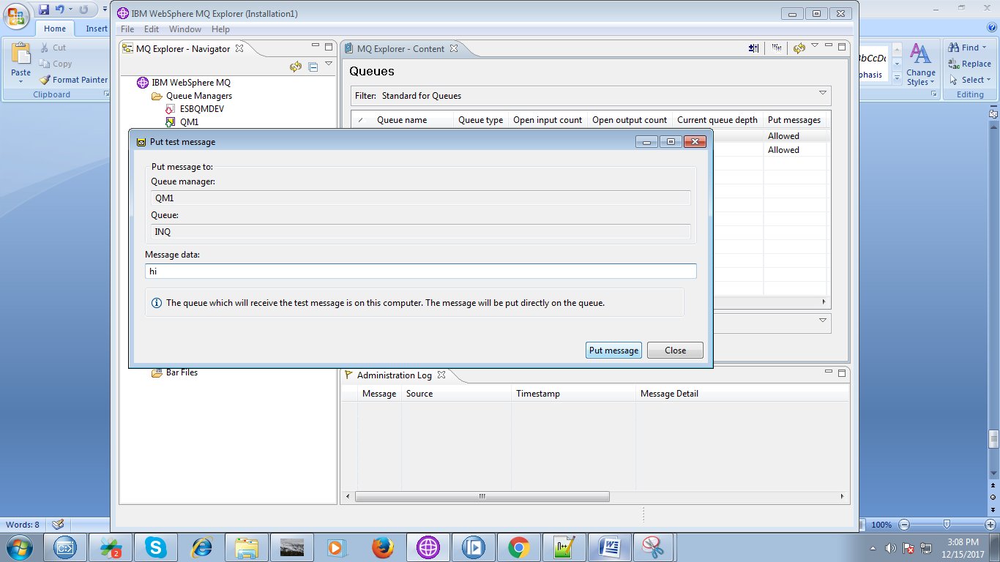 IBM WebSphere MQ Explorer (Installation1)
Home
Insert
File Edit Window Help
Cut
Copy
Format Painter
Paste
Clipboard
MQ Explorer - Navigator
IBM WebSphere MQ
Queue Managers
ESBQMDEV
QM1
MQ Explorer - Content
Queues
Filter: Standard for Queues
Queue name Queue type Open input count Open output count Current queue depth Put messages
Allowed
Allowed
Change
Styles
Find
Replace
Select
Editing
Put test message
Put message to:
Queue manager:
QM1
Queue:
INQ
Message data:
hi
The queue which will receive the test message is on this computer. The message will be put directly on the queue.
Put message
Close
Bar Files
Administration Log
Message Source Timestamp Message Detail
Words: 8
100%
2
3:08 PM
12/15/2017